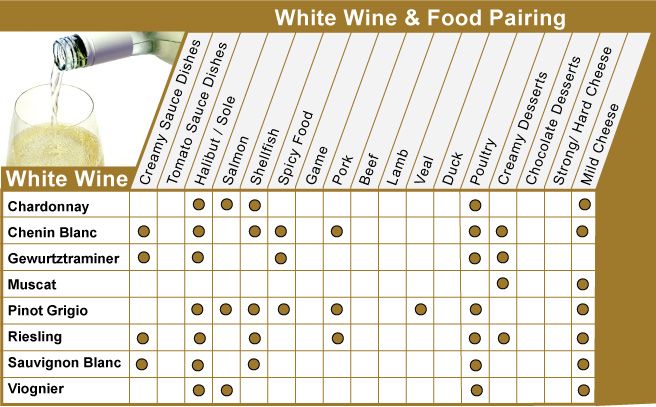 White Wine & Food Pairing
Creamy Sauce Dishes
Tomato Sauce Dishes
Halibut / Sole
Salmon
Shellfish
Spicy Food
Game
Pork
Beef
Lamb
Veal
Duck
Poultry
Creamy Desserts
Chocolate Desserts
Strong/ Hard Cheese
Mild Cheese
White Wine
Chardonnay
Chenin Blanc
Gewurtztraminer
Muscat
Pinot Grigio
Riesling
Sauvignon Blanc
Viognier